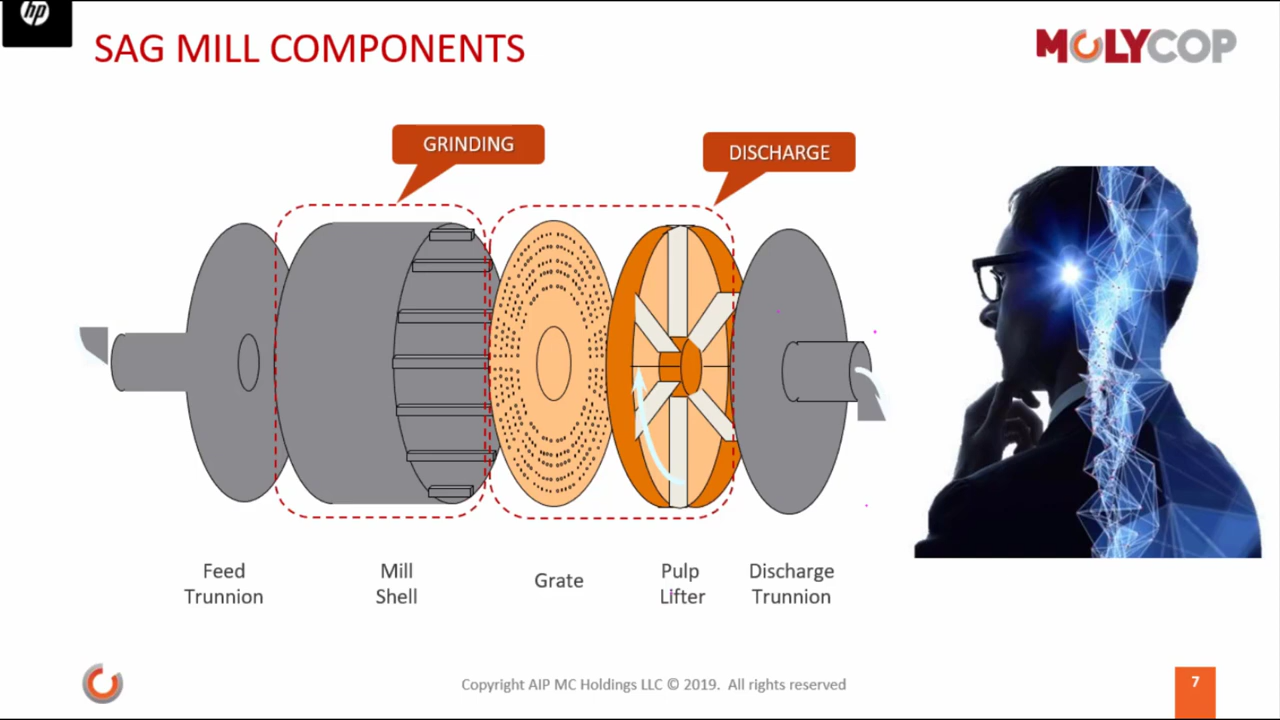 hp
SAG MILL COMPONENTS
MOLYCOP
GRINDING
DISCHARGE
Feed
Trunnion
Mill
Shell
Grate
Pulp
Lifter
Discharge
Trunnion
Copyright AIP MC Holdings LLC © 2019. All rights reserved
7